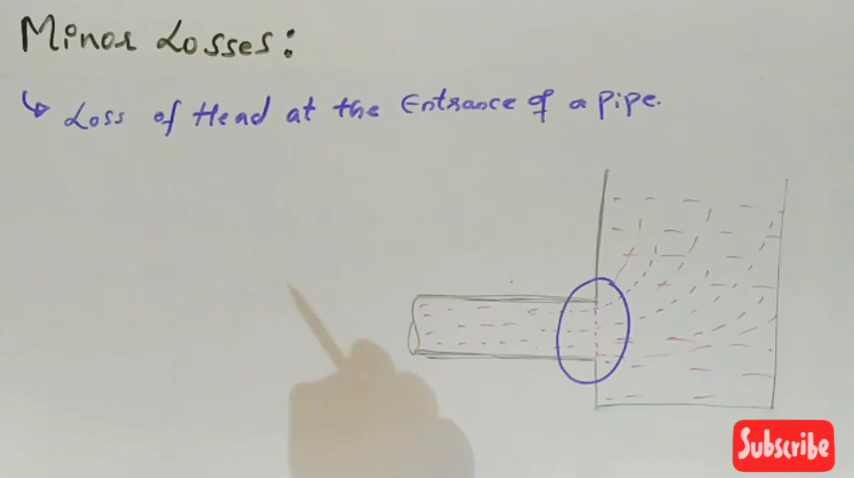 Minor Losses:
↳ Loss of Head at the Entrance of a pipe.
Subscribe